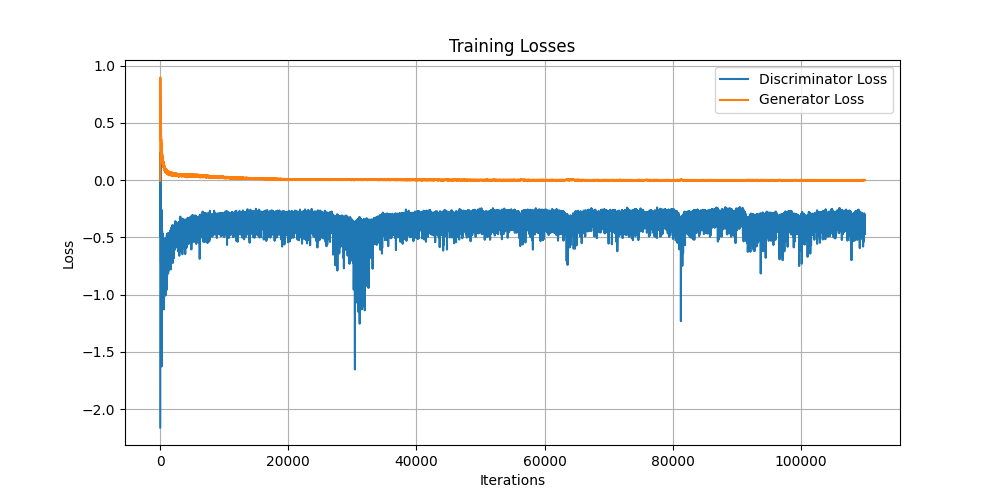 Training Losses
Discriminator Loss
Generator Loss
1.0
0.5
0.0
−0.5
−1.0
−1.5
−2.0
Loss
0 20000 40000 60000 80000 100000
Iterations